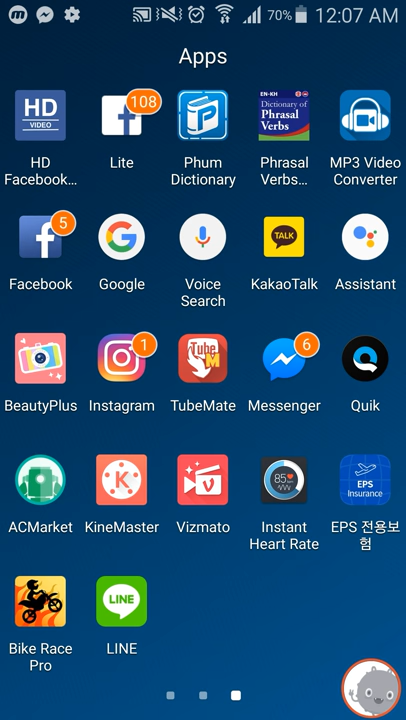 70% 12:07 AM
Apps
HD VIDEO
108
P
EN-KH
Dictionary of
Phrasal
Verbs
HD
Facebook...
Lite
Phum
Dictionary
Phrasal
Verbs...
MP3 Video
Converter
5
TALK
Facebook
Google
Voice
Search
KakaoTalk
Assistant
1
Tube
M
6
BeautyPlus
Instagram
TubeMate
Messenger
Quik
K
V
85
EPS
Insurance
ACMarket
KineMaster
Vizmato
Instant
Heart Rate
EPS 전용보
험
LINE
Bike Race
Pro
LINE